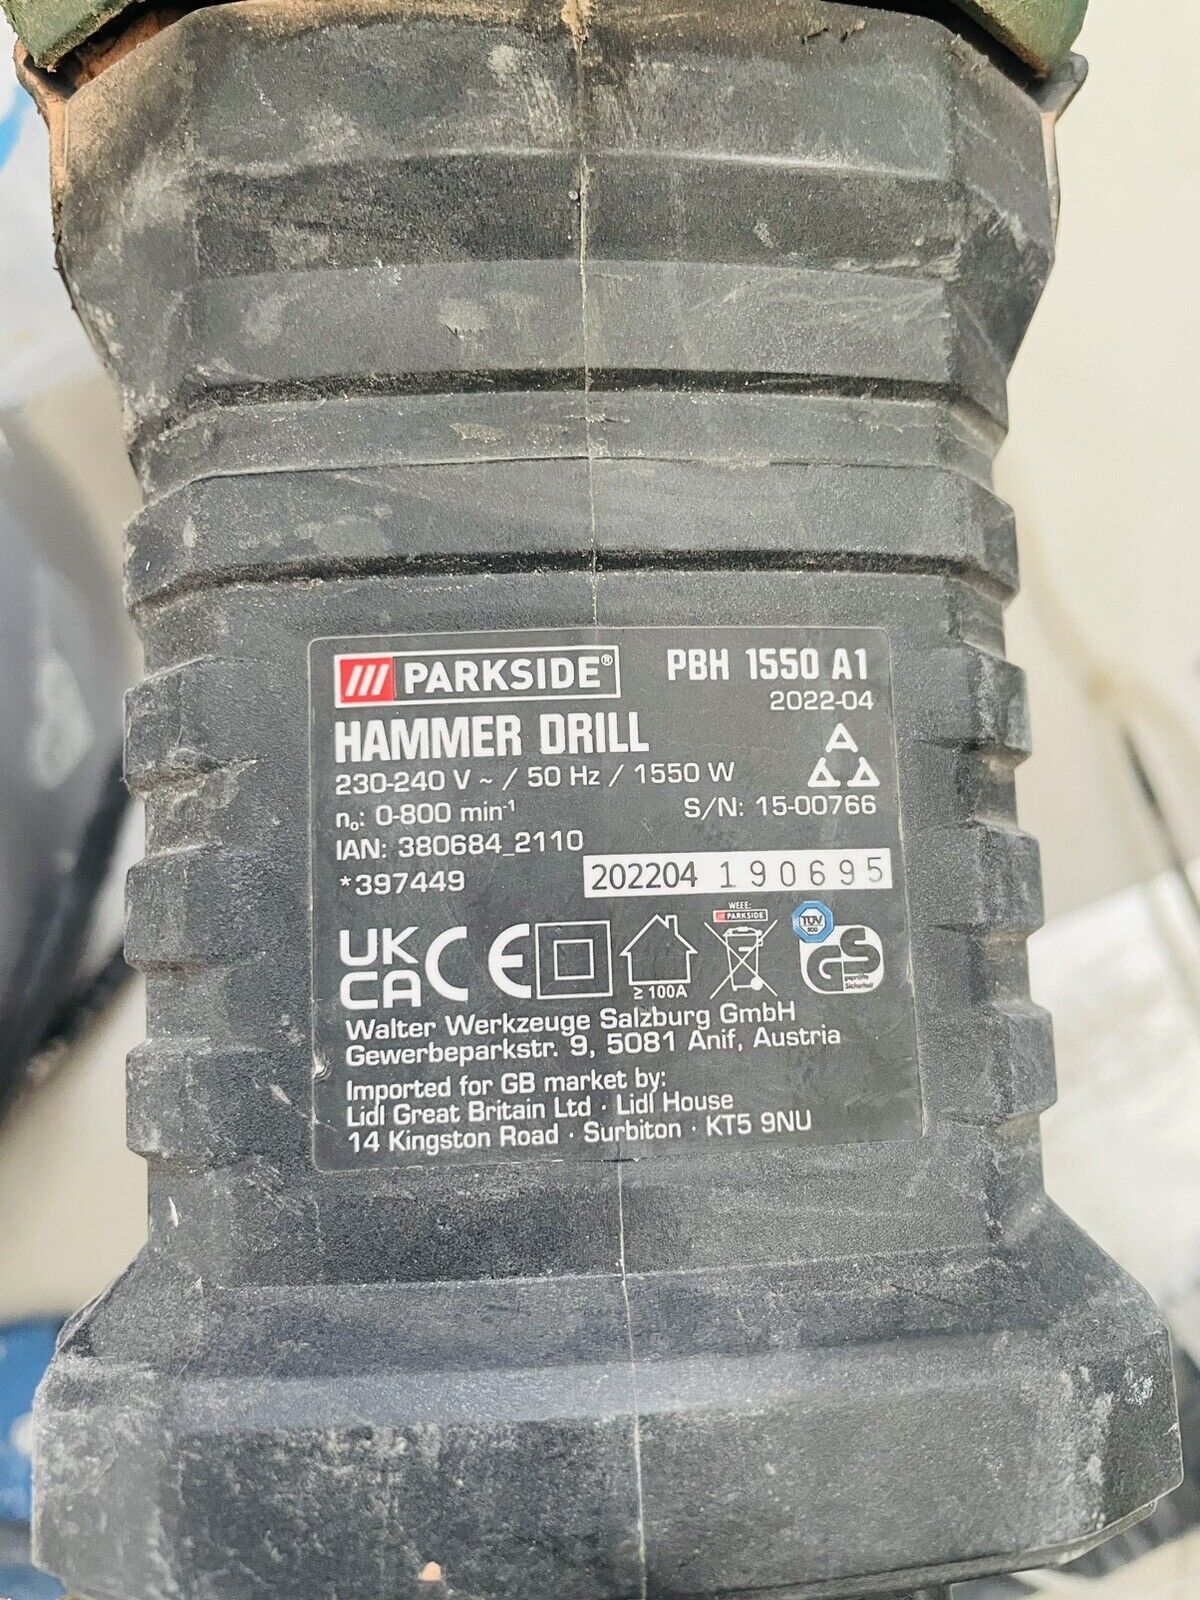 /// PARKSIDE® PBH 1550 A1
2022-04
HAMMER DRILL
230-240 V ~ / 50 Hz / 1550 W
n₀: 0-800 min⁻¹ S/N: 15-00766
IAN: 380684_2110
*397449 202204 190695
WEEE:
/// PARKSIDE
TÜV
UK
CA CE
GS
geprüfte
Sicherheit
≥ 100A
Walter Werkzeuge Salzburg GmbH
Gewerbeparkstr. 9, 5081 Anif, Austria
Imported for GB market by:
Lidl Great Britain Ltd · Lidl House
14 Kingston Road · Surbiton · KT5 9NU